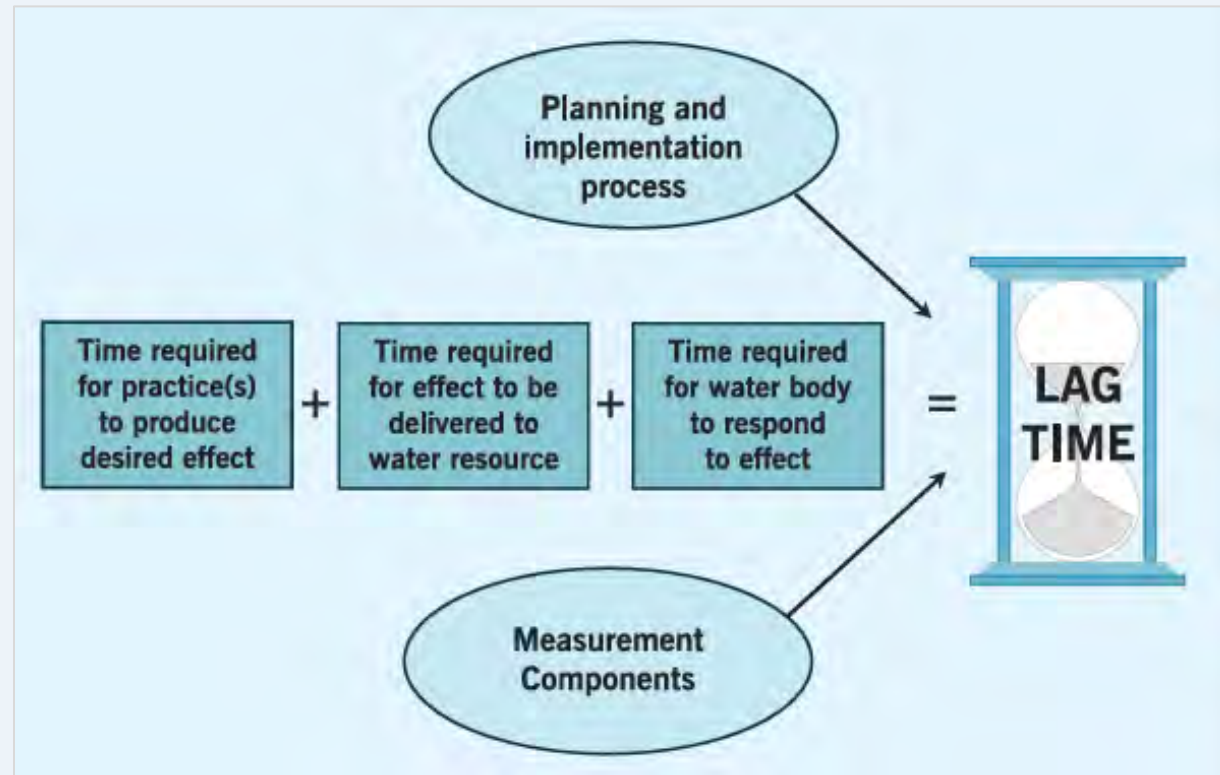 Planning and
implementation
process
Time required
for practice(s)
to produce
desired effect
+
Time required
for effect to be
delivered to
water resource
+
Time required
for water body
to respond
to effect
=
LAG
TIME
Measurement
Components